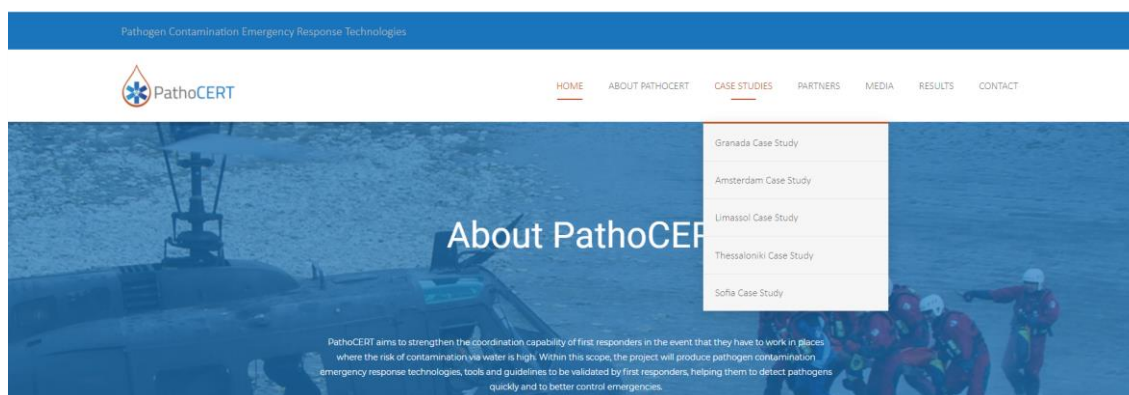 Pathogen Contamination Emergency Response Technologies
PathoCERT
HOME ABOUT PATHOCERT CASE STUDIES PARTNERS MEDIA RESULTS CONTACT
Granada Case Study
Amsterdam Case Study
Limassol Case Study
Thessaloniki Case Study
Sofia Case Study
About PathoCE
PathoCERT aims to strengthen the coordination capability of first responders in the event that they have to work in places
where the risk of contamination via water is high. Within this scope, the project will produce pathogen contamination
emergency response technologies, tools and guidelines to be validated by first responders, helping them to detect pathogens
quickly and to better control emergencies.